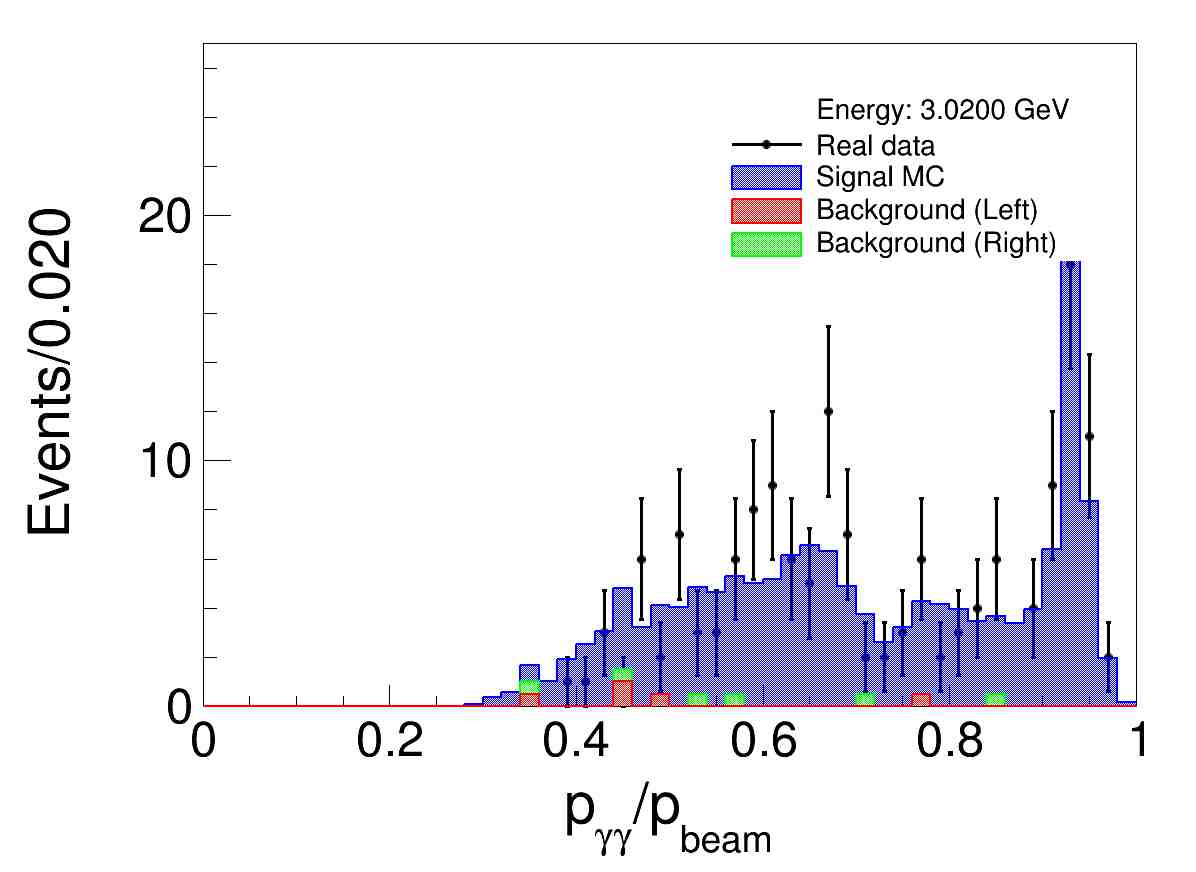 Energy: 3.0200 GeV
Real data
Signal MC
Background (Left)
Background (Right)
Events/0.020
20
10
0
0 0.2 0.4 0.6 0.8 1
pγγ/pbeam